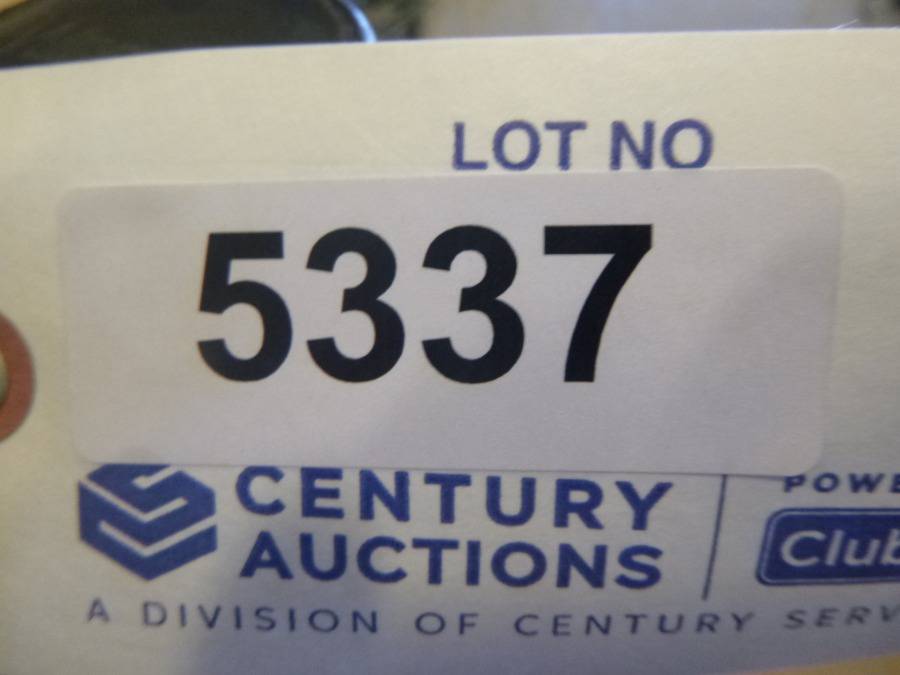 LOT NO
5337
CENTURY
AUCTIONS
A DIVISION OF CENTURY